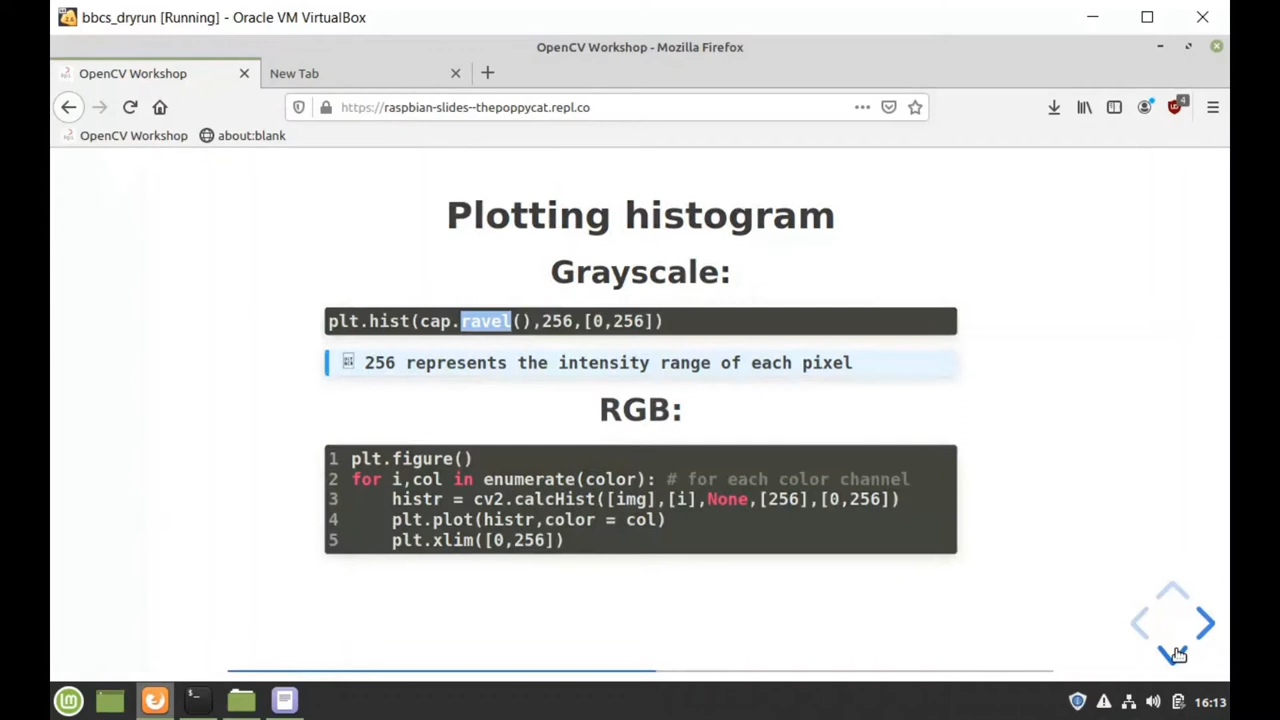 bbcs_dryrun [Running] - Oracle VM VirtualBox
OpenCV Workshop - Mozilla Firefox
OpenCV Workshop
New Tab
https://raspbian-slides--thepoppycat.repl.co
4
OpenCV Workshop about:blank
Plotting histogram
Grayscale:
plt.hist(cap.ravel(),256,[0,256])
256 represents the intensity range of each pixel
RGB:
1 plt.figure()
2 for i,col in enumerate(color): # for each color channel
3 histr = cv2.calcHist([img],[i],None,[256],[0,256])
4 plt.plot(histr,color = col)
5 plt.xlim([0,256])
16:13